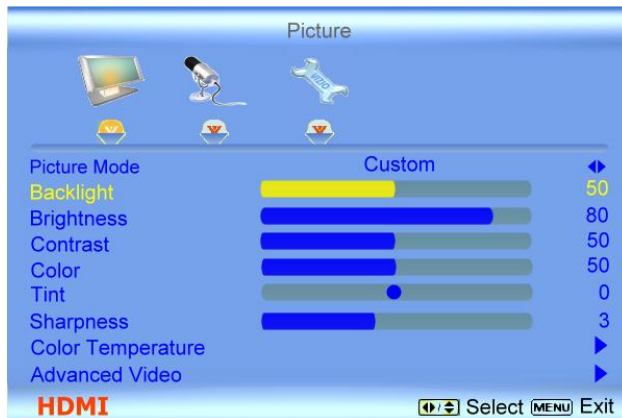 Picture
VIZIO
Picture Mode Custom
Backlight 50
Brightness 80
Contrast 50
Color 50
Tint 0
Sharpness 3
Color Temperature
Advanced Video
HDMI Select MENU Exit